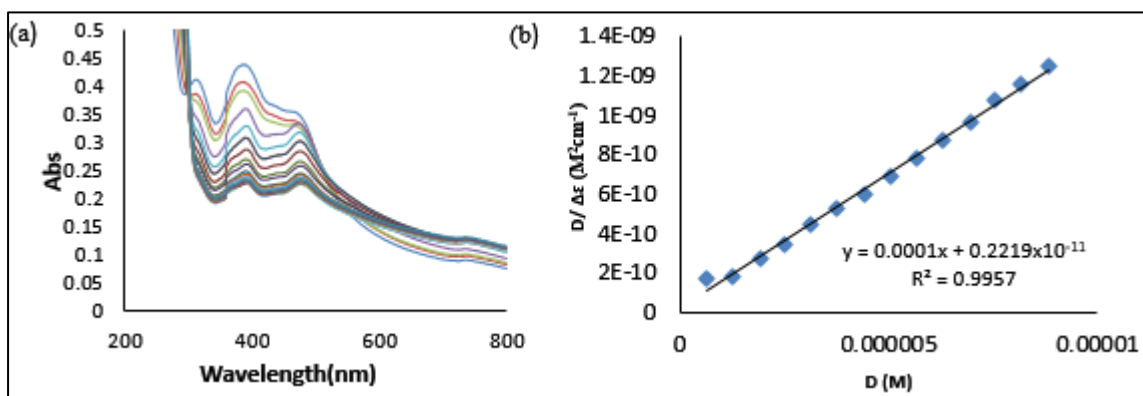 (a)
0.5
0.45
0.4
0.35
0.3
0.25
0.2
0.15
0.1
0.05
0
Abs
200
400
600
800
Wavelength(nm)
(b)
1.4E-09
1.2E-09
1E-09
8E-10
6E-10
4E-10
2E-10
0
D/ Δε (M²cm⁻¹)
y = 0.0001x + 0.2219x10⁻¹¹
R² = 0.9957
0
0.000005
0.00001
D (M)